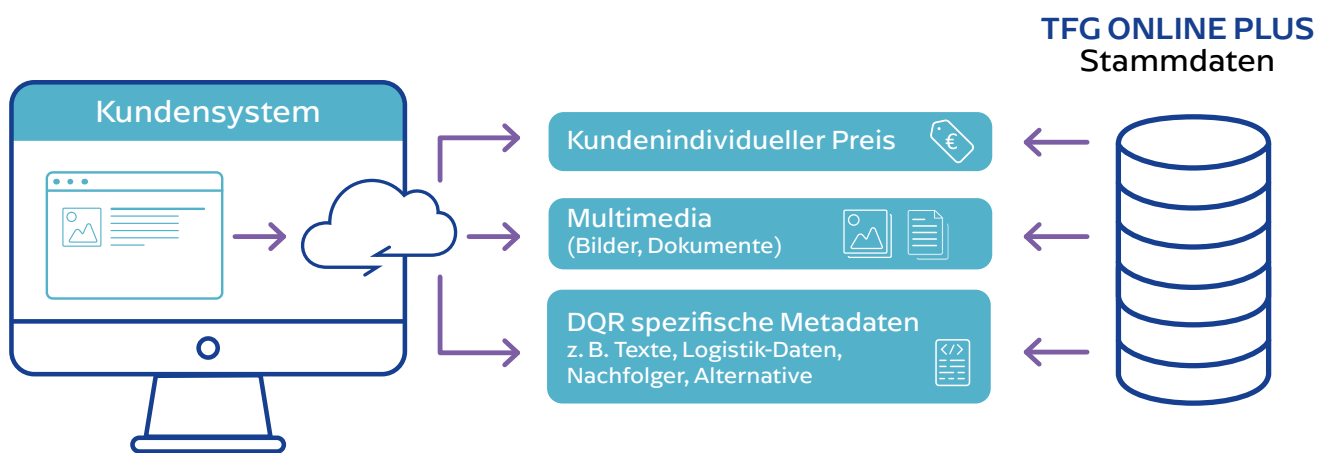 TFG ONLINE PLUS
Stammdaten
Kundensystem
Kundenindividueller Preis
€
Multimedia
(Bilder, Dokumente)
DQR spezifische Metadaten
z. B. Texte, Logistik-Daten,
Nachfolger, Alternative
</>